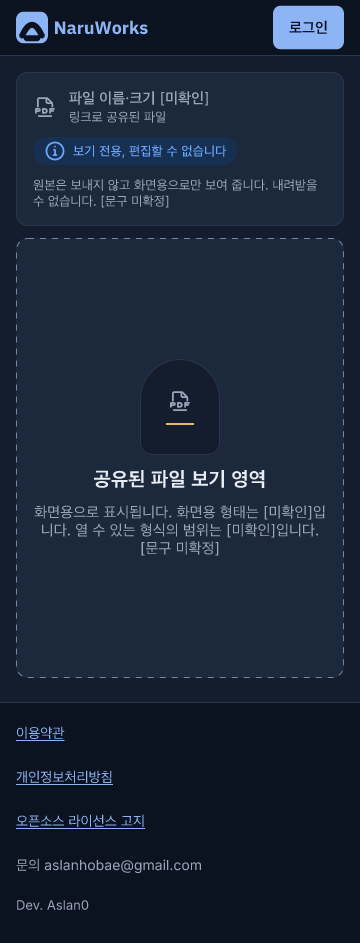 NaruWorks
로그인
PDF
파일 이름·크기 [미확인]
링크로 공유된 파일
보기 전용, 편집할 수 없습니다
원본은 보내지 않고 화면용으로만 보여 줍니다. 내려받을
수 없습니다. [문구 미확정]
PDF
공유된 파일 보기 영역
화면용으로 표시됩니다. 화면용 형태는 [미확인]입
니다. 열 수 있는 형식의 범위는 [미확인]입니다.
[문구 미확정]
이용약관
개인정보처리방침
오픈소스 라이선스 고지
문의 aslanhobae@gmail.com
Dev. Aslan0